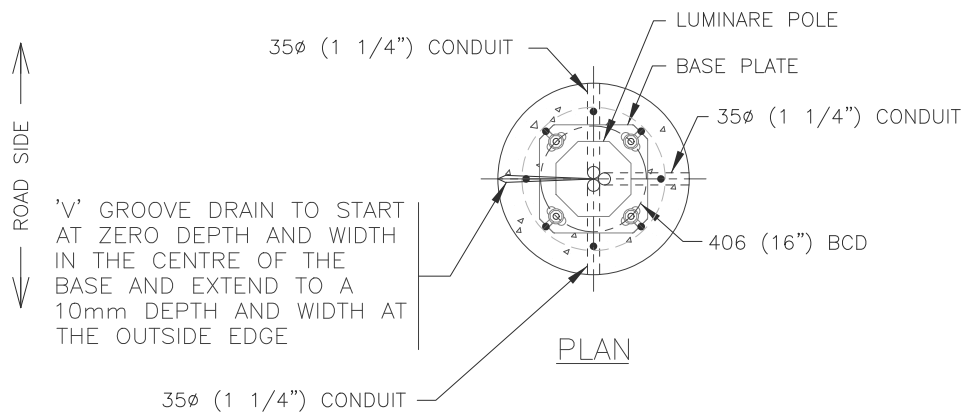 LUMINARE POLE
35ø (1 1/4") CONDUIT
BASE PLATE
35ø (1 1/4") CONDUIT
ROAD SIDE
'V' GROOVE DRAIN TO START
AT ZERO DEPTH AND WIDTH
IN THE CENTRE OF THE
BASE AND EXTEND TO A
10mm DEPTH AND WIDTH AT
THE OUTSIDE EDGE
406 (16") BCD
PLAN
35ø (1 1/4") CONDUIT